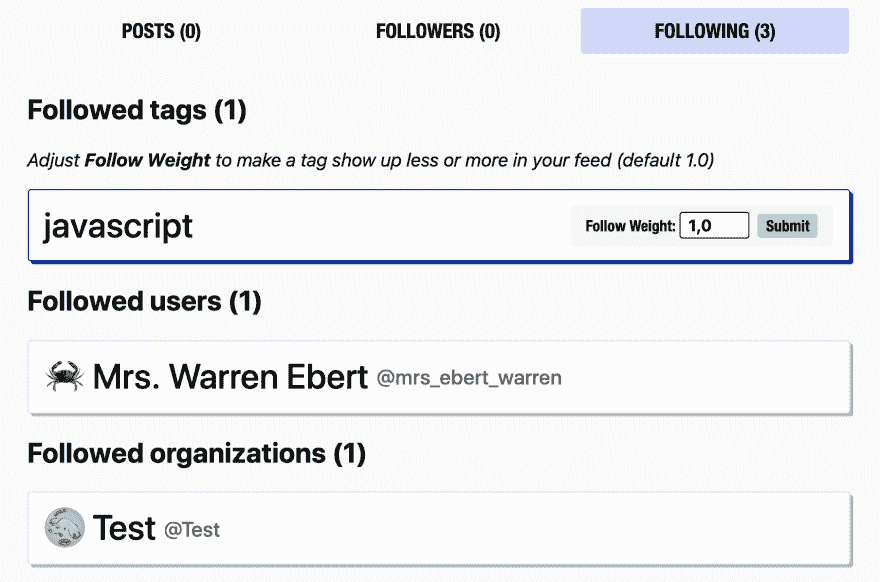 POSTS (0) FOLLOWERS (0) FOLLOWING (3)
Followed tags (1)
Adjust Follow Weight to make a tag show up less or more in your feed (default 1.0)
javascript Follow Weight: 1,0 Submit
Followed users (1)
Mrs. Warren Ebert @mrs_ebert_warren
Followed organizations (1)
Test @Test